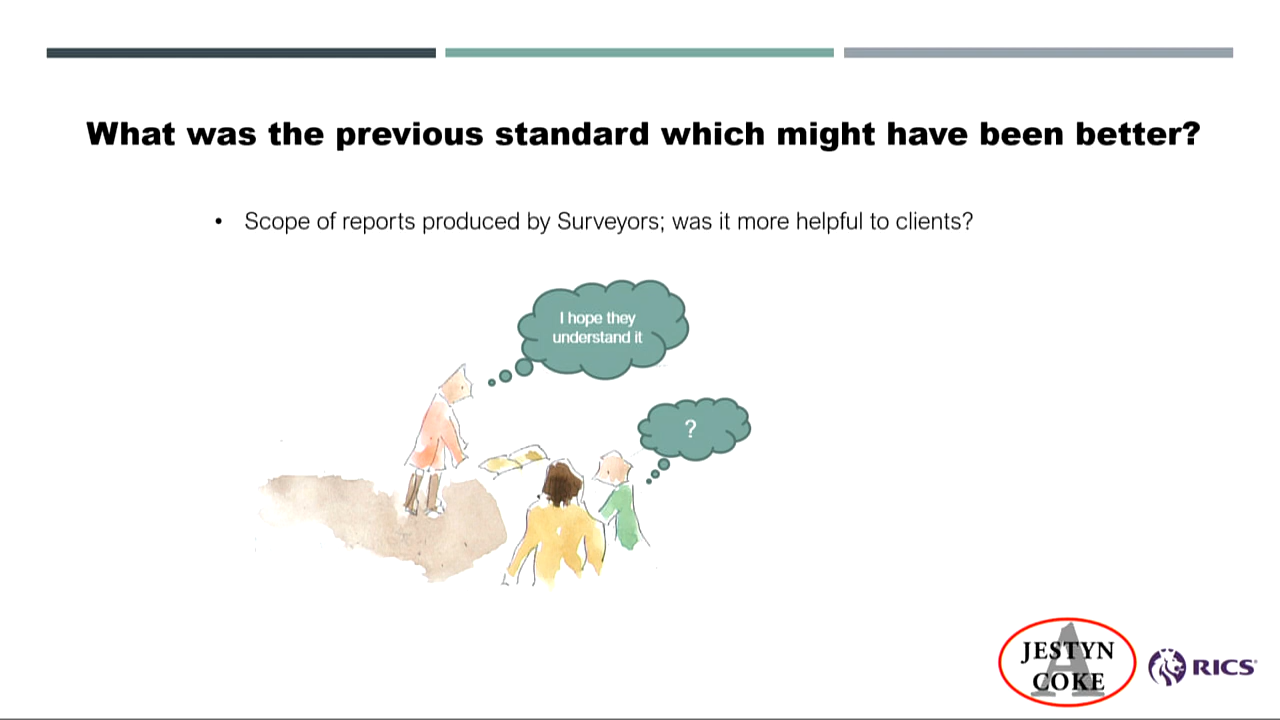 What was the previous standard which might have been better?
• Scope of reports produced by Surveyors; was it more helpful to clients?
I hope they
understand it
?
A
JESTYN
COKE
RICS